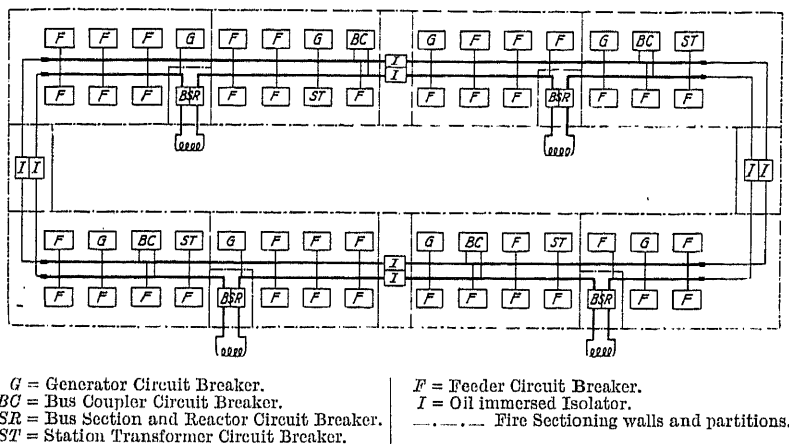 F F F G F F G BC G F F F G BC ST
I
I
F F F BSR F F ST F F F F BSR F F F
I I I I
F G BC ST G F F F G BC F ST F G F
I
I
F F F F BSR F F F F F F F BSR F F
G = Generator Circuit Breaker.
BC = Bus Coupler Circuit Breaker.
SR = Bus Section and Reactor Circuit Breaker.
ST = Station Transformer Circuit Breaker.
F = Feeder Circuit Breaker.
I = Oil immersed Isolator.
Fire Sectioning walls and partitions.